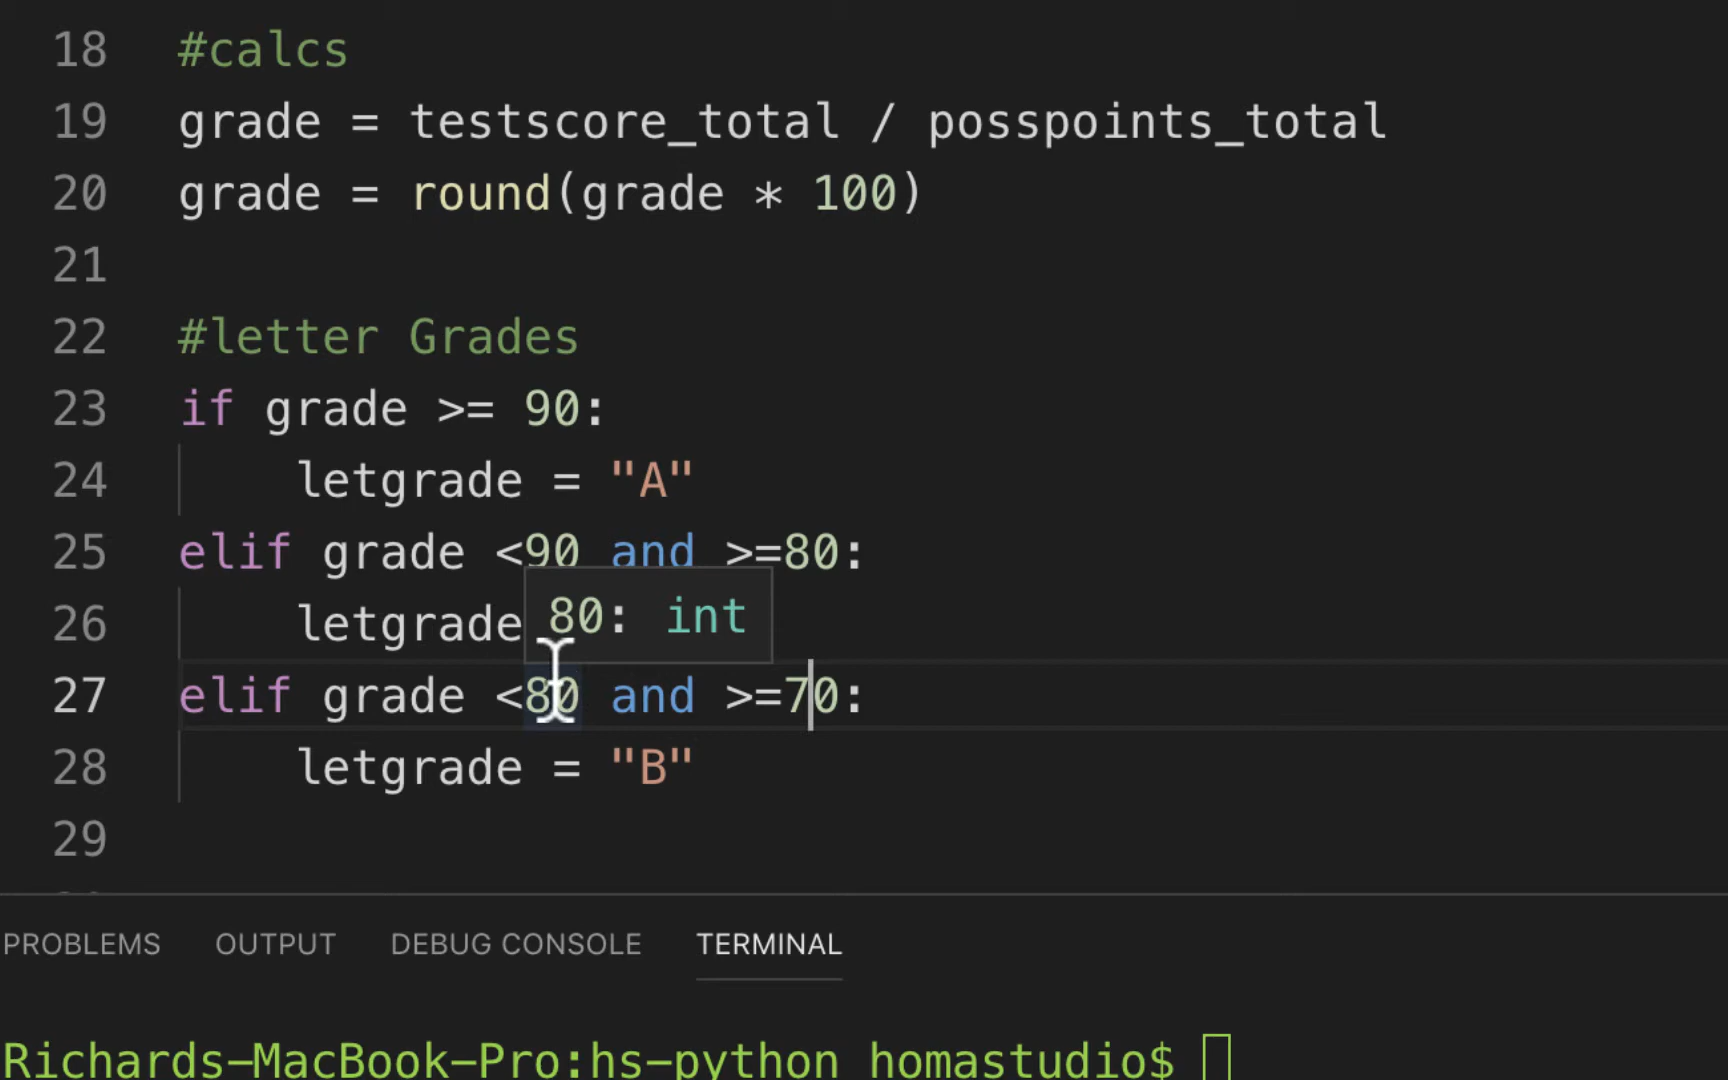 18 #calcs
19 grade = testscore_total / posspoints_total
20 grade = round(grade * 100)
21
22 #letter Grades
23 if grade >= 90:
24 letgrade = "A"
25 elif grade <90 and >=80:
26 letgrade
80: int
27 elif grade <80 and >=70:
28 letgrade = "B"
29
PROBLEMS OUTPUT DEBUG CONSOLE TERMINAL
Richards-MacBook-Pro:hs-python homastudio$